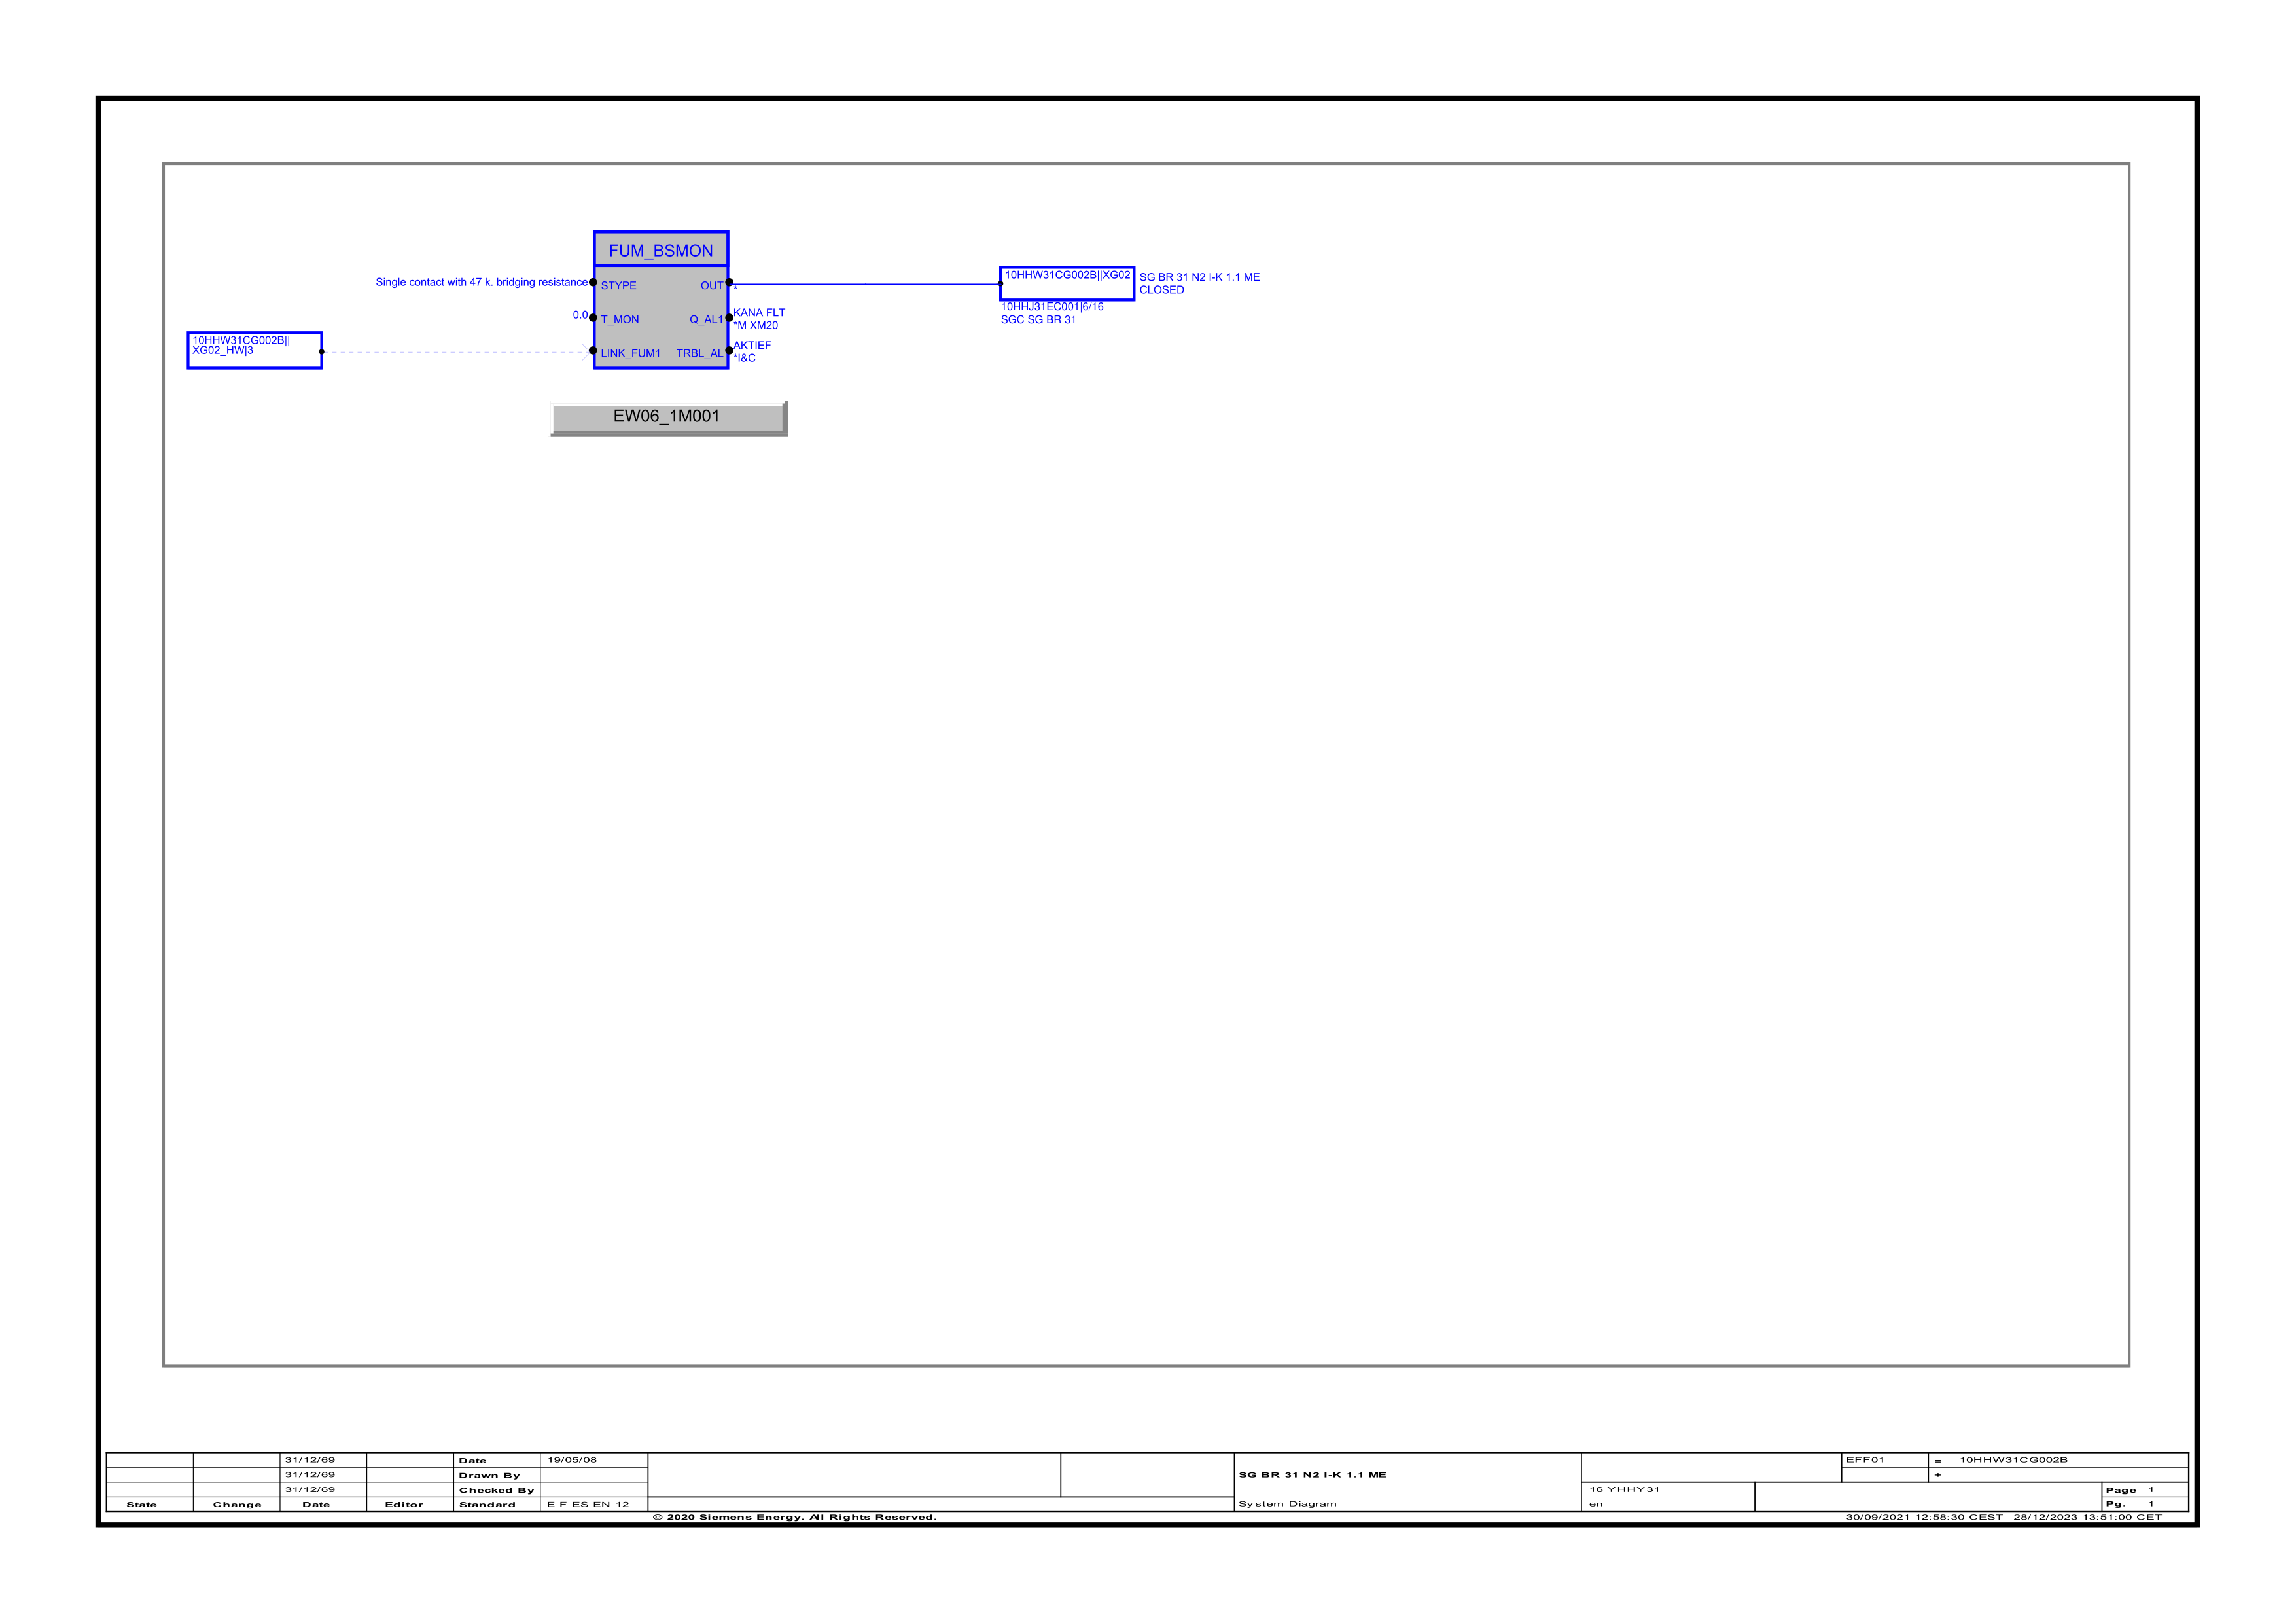 FUM_BSMON
Single contact with 47 k. bridging resistance
STYPE
OUT
*
10HHW31CG002B||XG02
SG BR 31 N2 I-K 1.1 ME
CLOSED
10HHJ31EC001|6/16
SGC SG BR 31
0.0
T_MON
Q_AL1
KANA FLT
*M XM20
10HHW31CG002B||
XG02_HW|3
LINK_FUM1
TRBL_AL
AKTIEF
*I&C
EW06_1M001
31/12/69 Date 19/05/08 EFF01 = 10HHW31CG002B
31/12/69 Drawn By SG BR 31 N2 I-K 1.1 ME +
31/12/69 Checked By 16 YHHY31 Page 1
State Change Date Editor Standard E F ES EN 12 System Diagram en Pg. 1
© 2020 Siemens Energy. All Rights Reserved. 30/09/2021 12:58:30 CEST 28/12/2023 13:51:00 CET